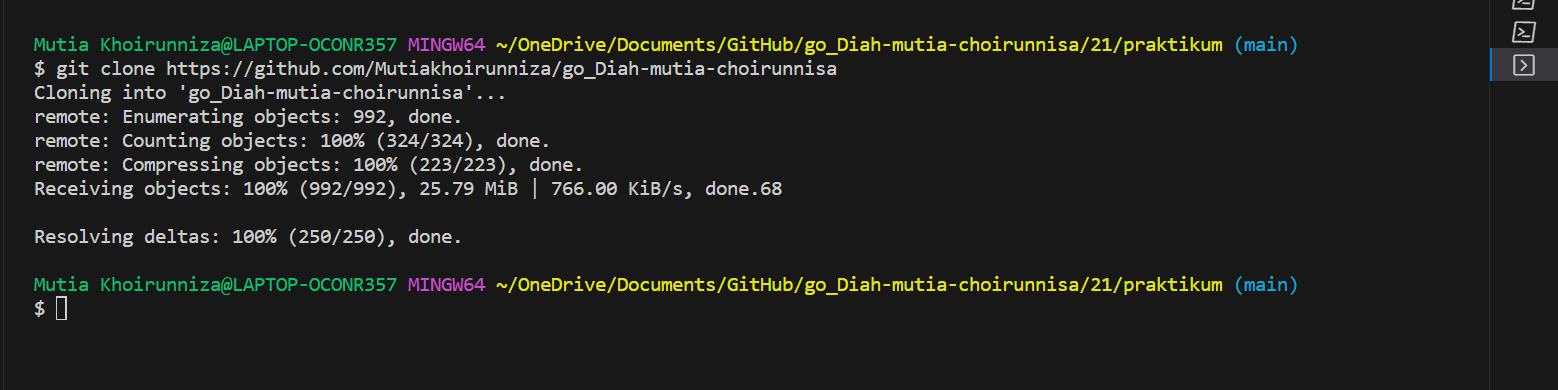 Mutia Khoirunniza@LAPTOP-OCONR357 MINGW64 ~/OneDrive/Documents/GitHub/go_Diah-mutia-choirunnisa/21/praktikum (main)
$ git clone https://github.com/Mutiakhoirunniza/go_Diah-mutia-choirunnisa
Cloning into 'go_Diah-mutia-choirunnisa'...
remote: Enumerating objects: 992, done.
remote: Counting objects: 100% (324/324), done.
remote: Compressing objects: 100% (223/223), done.
Receiving objects: 100% (992/992), 25.79 MiB | 766.00 KiB/s, done.68
Resolving deltas: 100% (250/250), done.
Mutia Khoirunniza@LAPTOP-OCONR357 MINGW64 ~/OneDrive/Documents/GitHub/go_Diah-mutia-choirunnisa/21/praktikum (main)
$